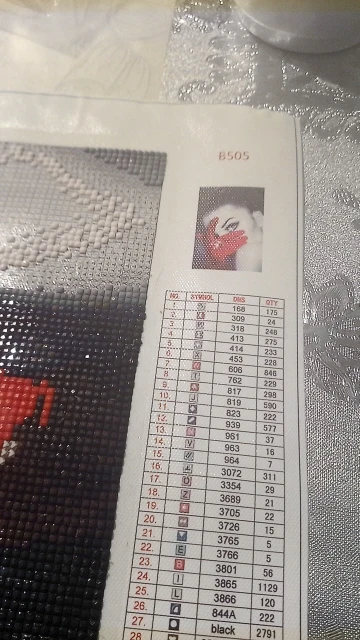 8505
NO. SYMBOL DBS QTY
1. 168 175
2. 309 24
3. 318 248
4. 413 275
5. 414 233
6. X 453 228
7. 606 846
8. 762 229
9. 817 298
10. J 819 590
11. 823 222
12. 939 577
13. 961 37
14. 963 16
15. 964 7
16. 3072 311
17. D 3354 29
18. Z 3689 21
19. 3705 22
20. 3726 15
21. 3765 5
22. E 3766 5
23. B 3801 56
24. I 3865 1129
25. L 3866 120
26. 844A 222
27. black 2791
28.